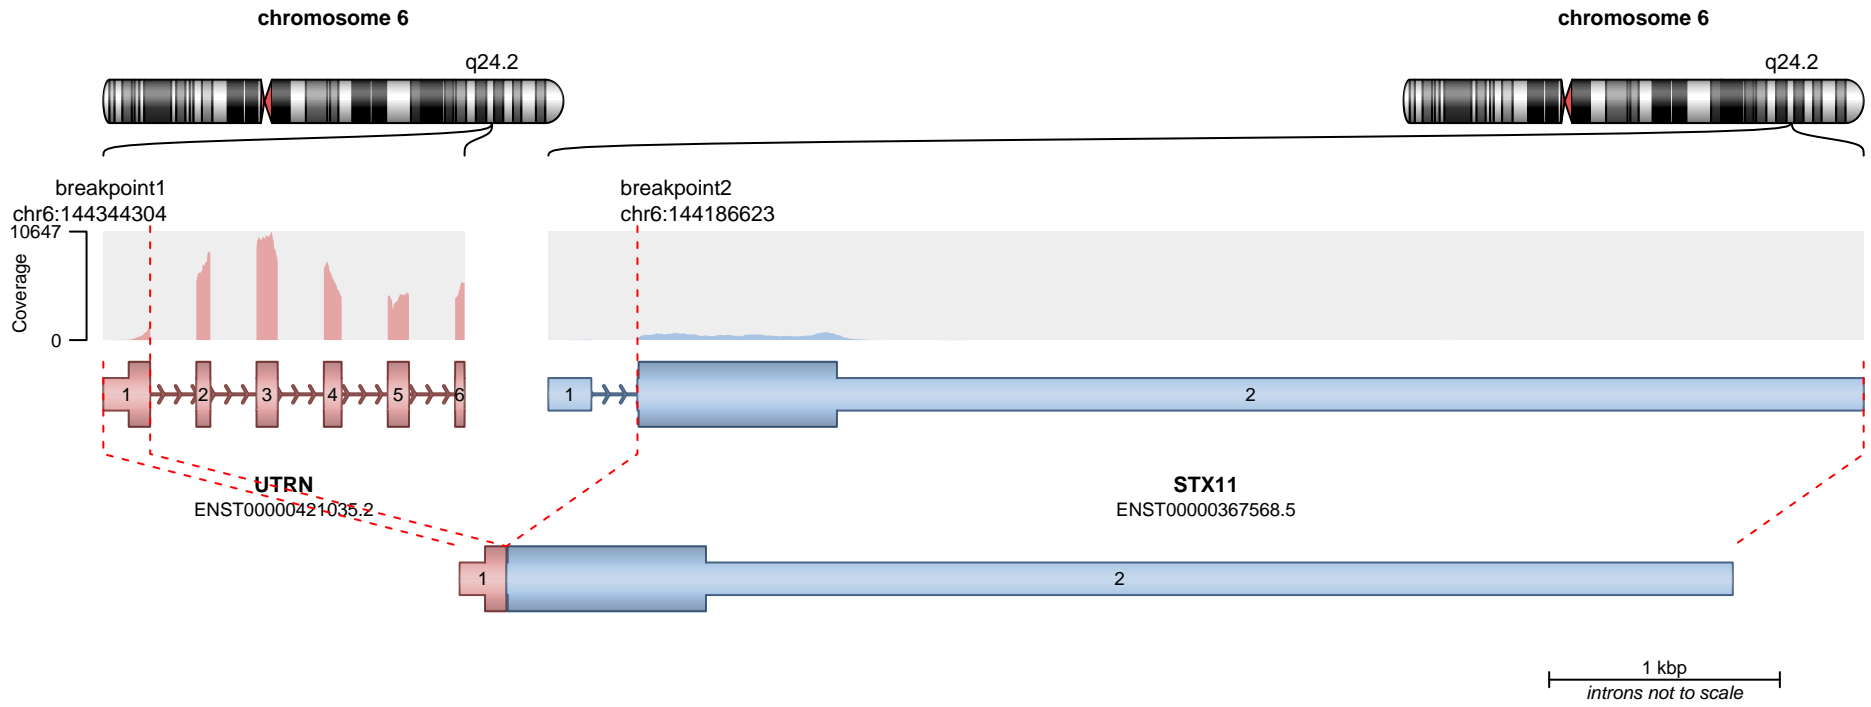 chromosome 6
chromosome 6
q24.2
q24.2
breakpoint1
chr6:144344304
breakpoint2
chr6:144186623
10647
Coverage
0
1 2 3 4 5 6
1 2
UTRN
ENST00000421035.2
STX11
ENST00000367568.5
1 2
1 kbp
introns not to scale